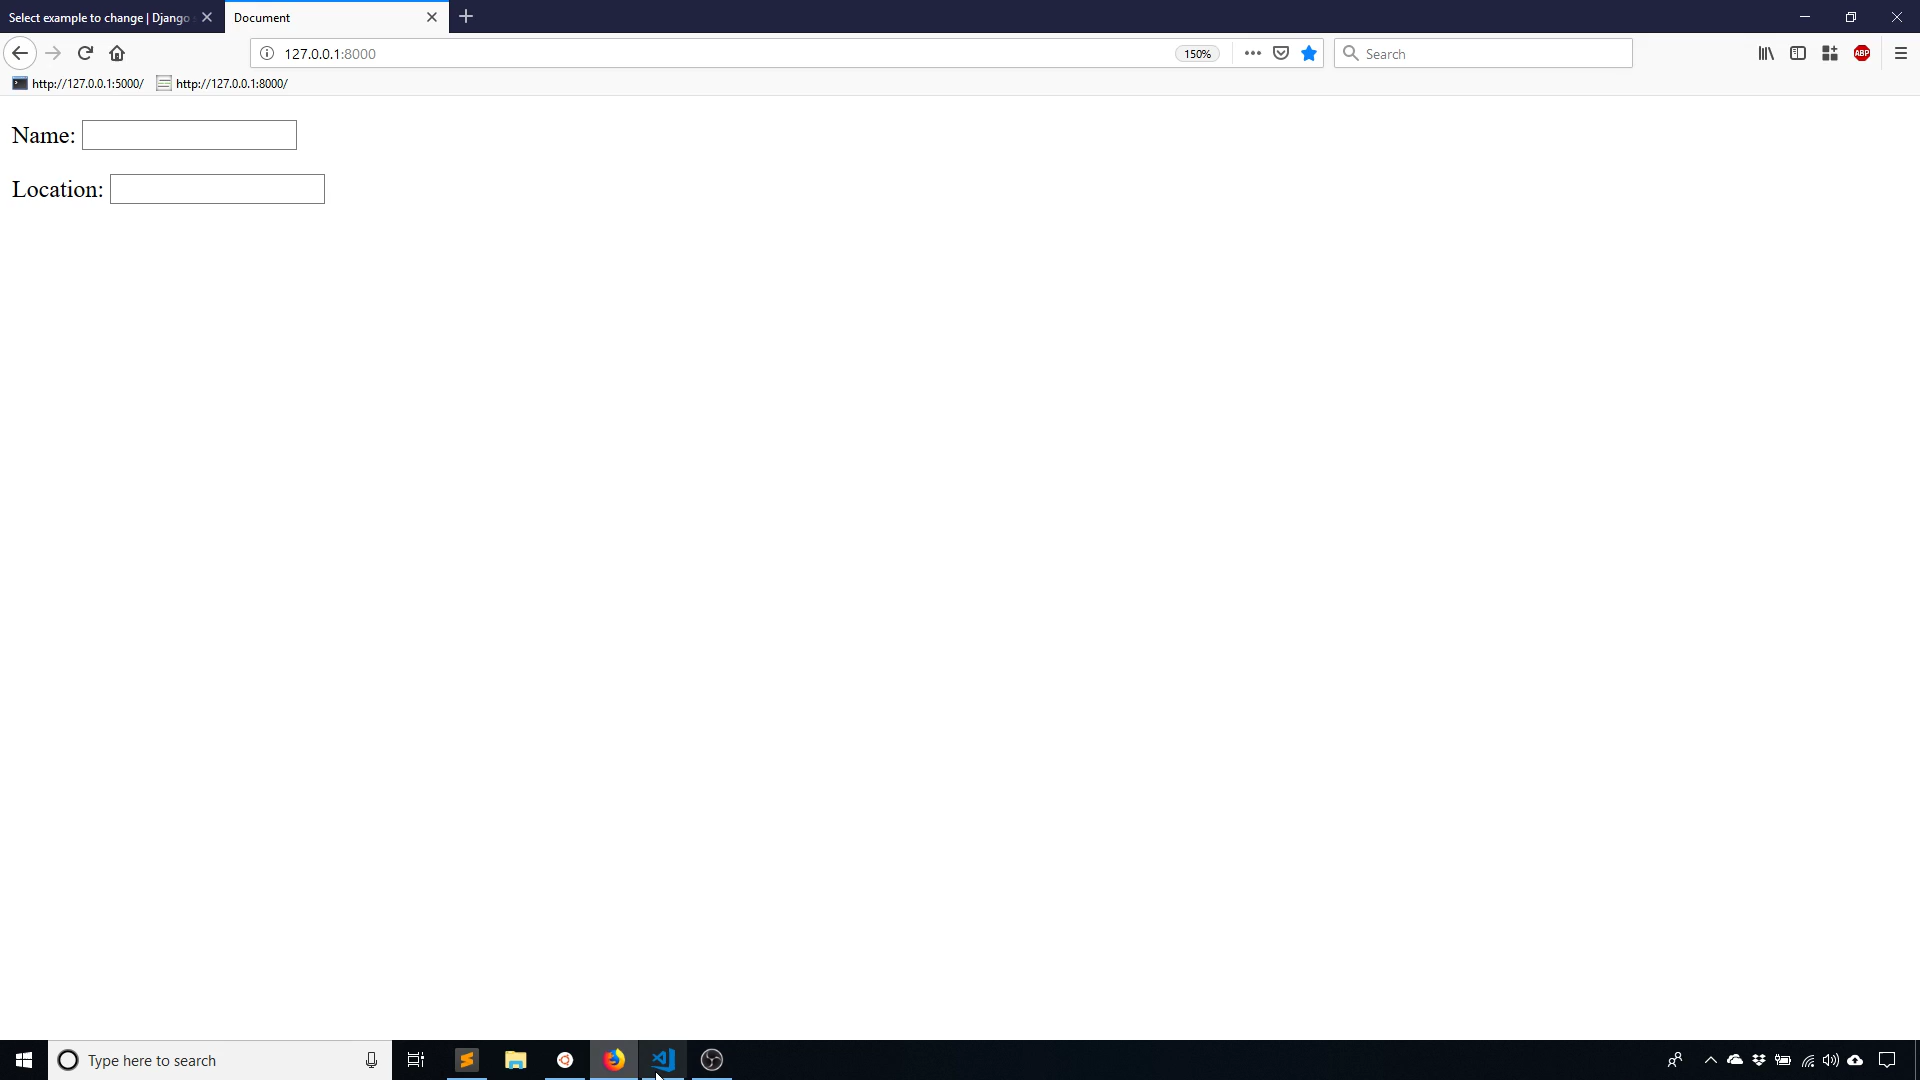 Select example to change | Django
Document
127.0.0.1:8000
150%
Search
ABP
http://127.0.0.1:5000/
http://127.0.0.1:8000/
Name:
Location:
Type here to search